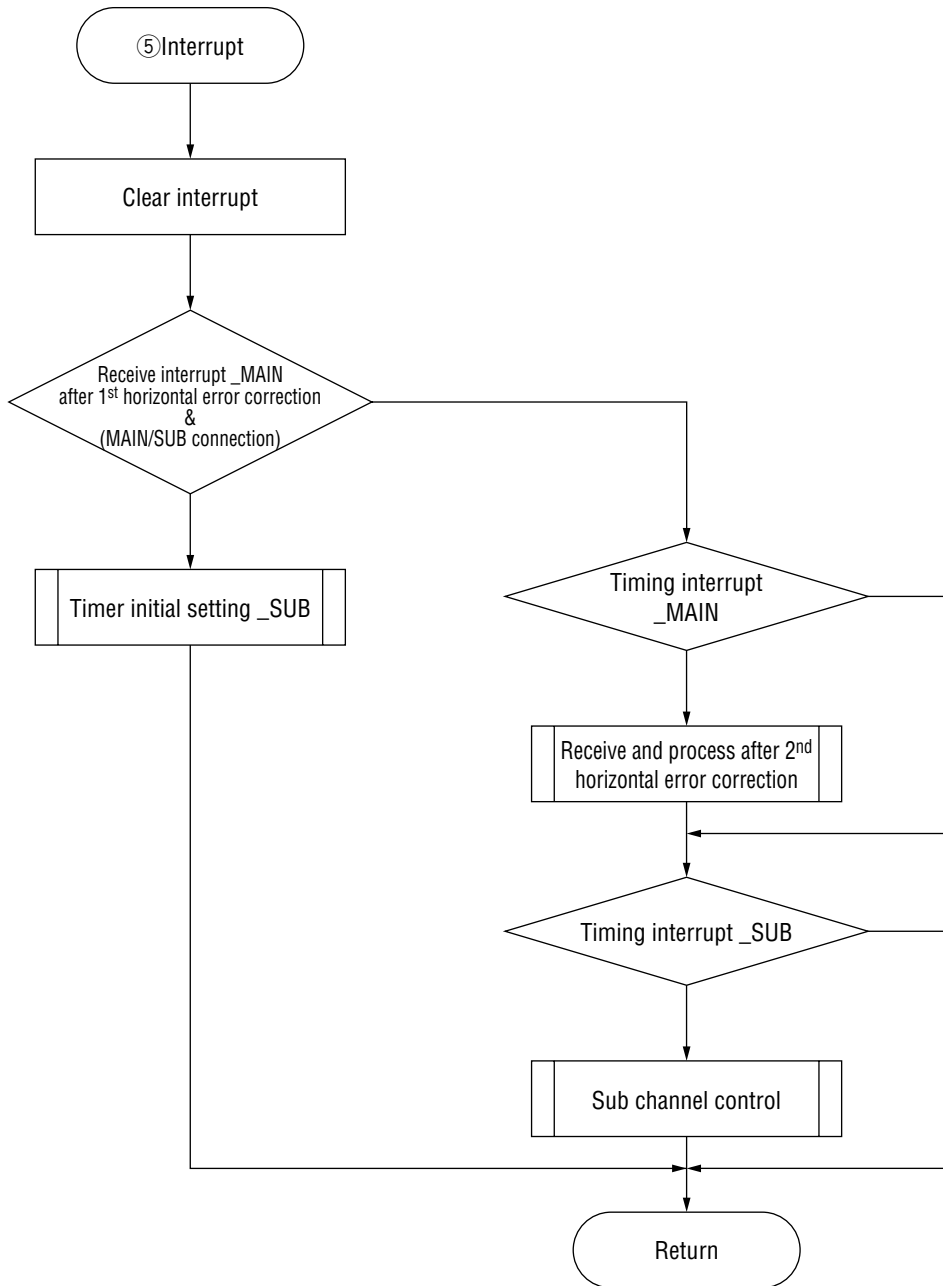 ⑤Interrupt
Clear interrupt
Receive interrupt _MAIN
after 1st horizontal error correction
&
(MAIN/SUB connection)
Timer initial setting _SUB
Timing interrupt
_MAIN
Receive and process after 2nd
horizontal error correction
Timing interrupt _SUB
Sub channel control
Return